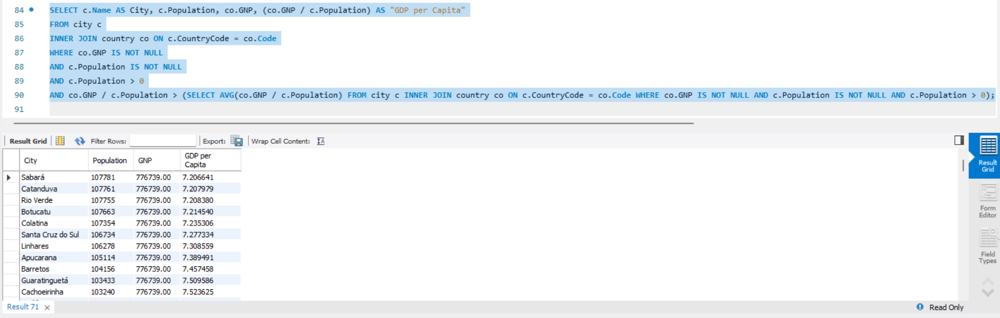 84 SELECT c.Name AS City, c.Population, co.GNP, (co.GNP / c.Population) AS "GDP per Capita"
85 FROM city c
86 INNER JOIN country co ON c.CountryCode = co.Code
87 WHERE co.GNP IS NOT NULL
88 AND c.Population IS NOT NULL
89 AND c.Population > 0
90 AND co.GNP / c.Population > (SELECT AVG(co.GNP / c.Population) FROM city c INNER JOIN country co ON c.CountryCode = co.Code WHERE co.GNP IS NOT NULL AND c.Population IS NOT NULL AND c.Population > 0);
91
Result Grid Filter Rows: Export: Wrap Cell Content: IA
City Population GNP GDP per Capita
Sabará 107781 776739.00 7.206641
Catanduva 107761 776739.00 7.207979
Rio Verde 107755 776739.00 7.208380
Botucatu 107663 776739.00 7.214540
Colatina 107354 776739.00 7.235306
Santa Cruz do Sul 106734 776739.00 7.277334
Linhares 106278 776739.00 7.308559
Apucarana 105114 776739.00 7.389491
Barretos 104156 776739.00 7.457458
Guaratinguetá 103433 776739.00 7.509586
Cachoeirinha 103240 776739.00 7.523625
Result Grid
Form Editor
Field Types
Result 71 Read Only